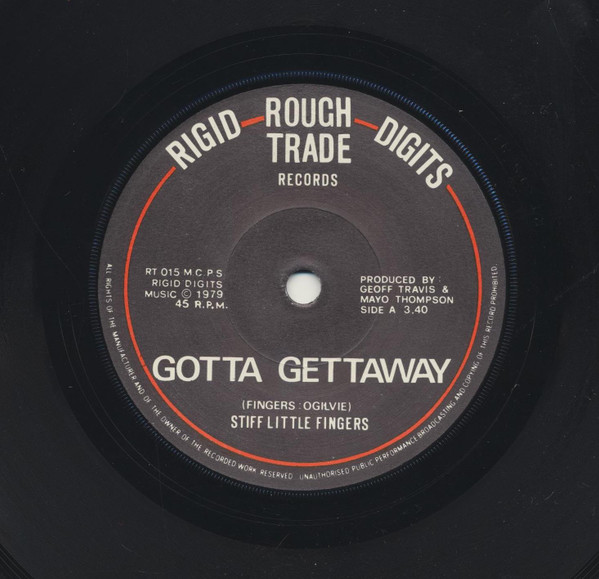 RIGID ROUGH TRADE DIGITS
RECORDS
RT 015 M.C.P.S
RIGID DIGITS
MUSIC © 1979
45 R.P.M.
PRODUCED BY:
GEOFF TRAVIS &
MAYO THOMPSON
SIDE A 3.40
GOTTA GETTAWAY
(FINGERS : OGILVIE)
STIFF LITTLE FINGERS
ALL RIGHTS OF THE MANUFACTURER AND OF THE OWNER OF THE RECORDED WORK RESERVED. UNAUTHORISED PUBLIC PERFORMANCE BROADCASTING AND COPYING OF THIS RECORD PROHIBITED.